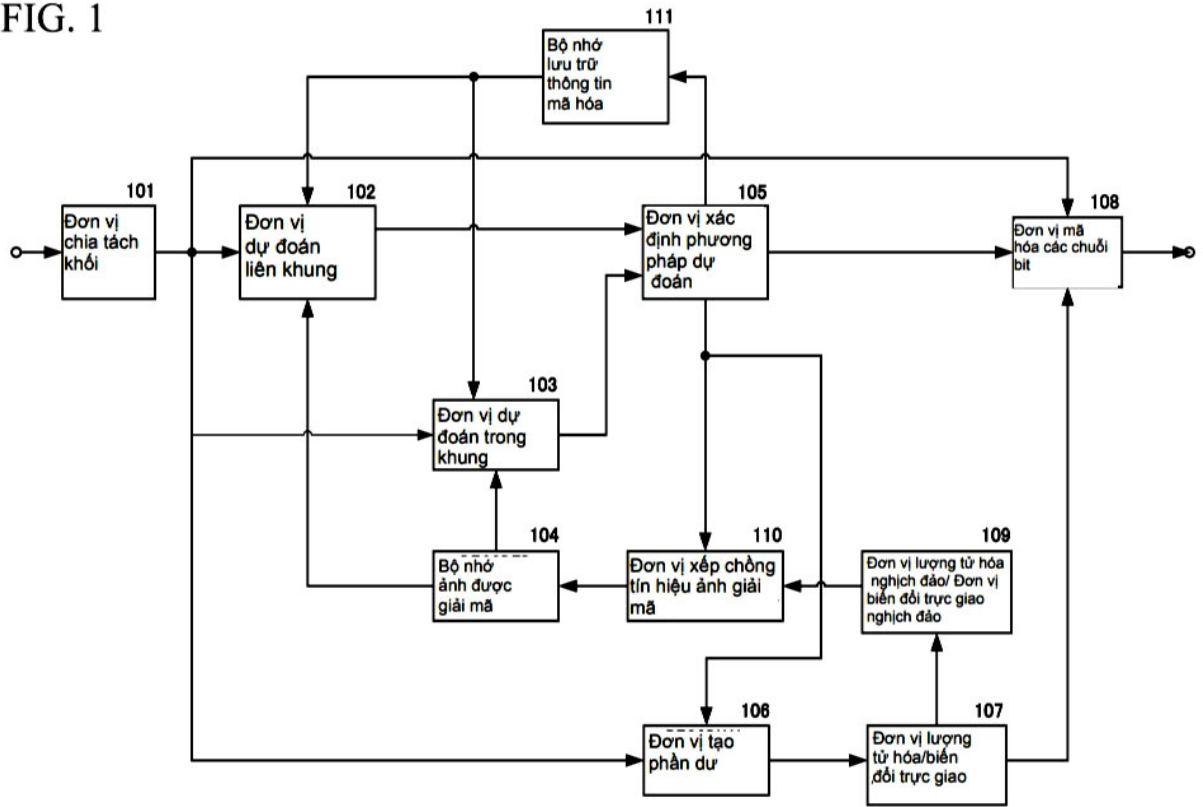 FIG. 1
111
Bộ nhớ
lưu trữ
thông tin
mã hóa
101
Đơn vị
chia tách
khối
102
Đơn vị
dự đoán
liên khung
105
Đơn vị xác
định phương
pháp dự
đoán
108
Đơn vị mã
hóa các chuỗi
bit
103
Đơn vị dự
đoán trong
khung
104
Bộ nhớ
ảnh được
giải mã
110
Đơn vị xếp chồng
tín hiệu ảnh giải
mã
109
Đơn vị lượng tử hóa
nghịch đảo/ Đơn vị
biến đổi trực giao
nghịch đảo
106
Đơn vị tạo
phần dư
107
Đơn vị lượng
tử hóa/biến
đổi trực giao